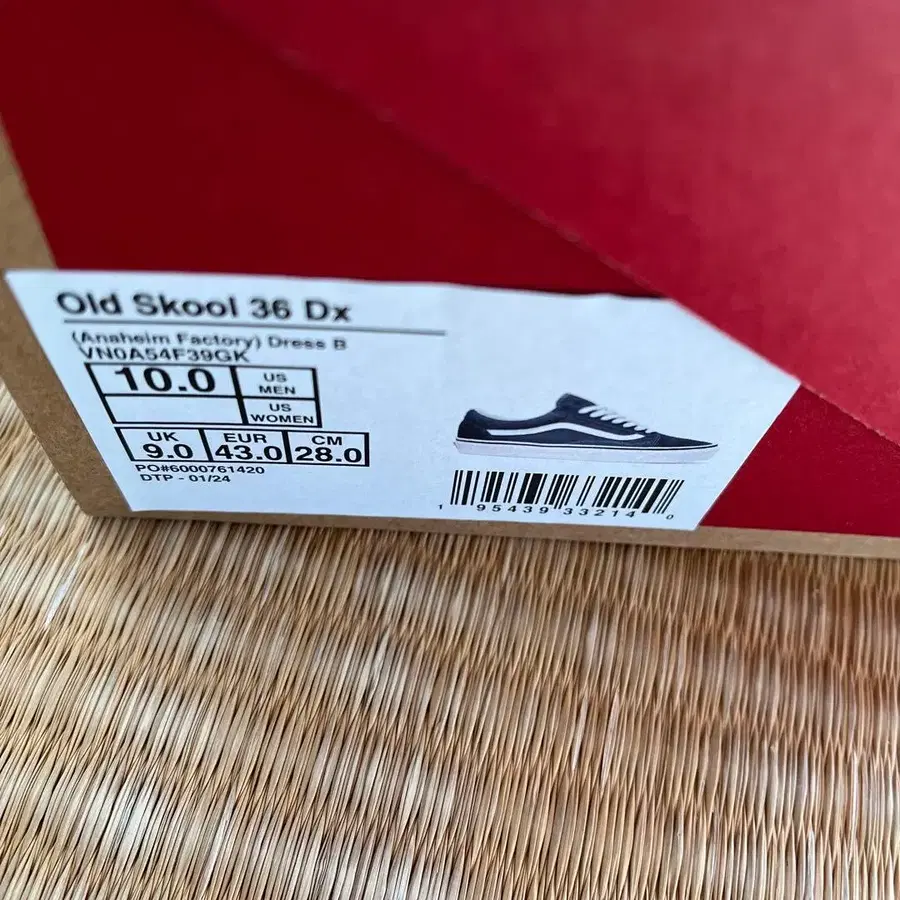 Old Skool 36 Dx
(Anaheim Factory) Dress B
VN0A54F39GK
10.0 US MEN
US WOMEN
UK 9.0 EUR 43.0 CM 28.0
PO#6000761420
DTP - 01/24
1 95439 33214 0